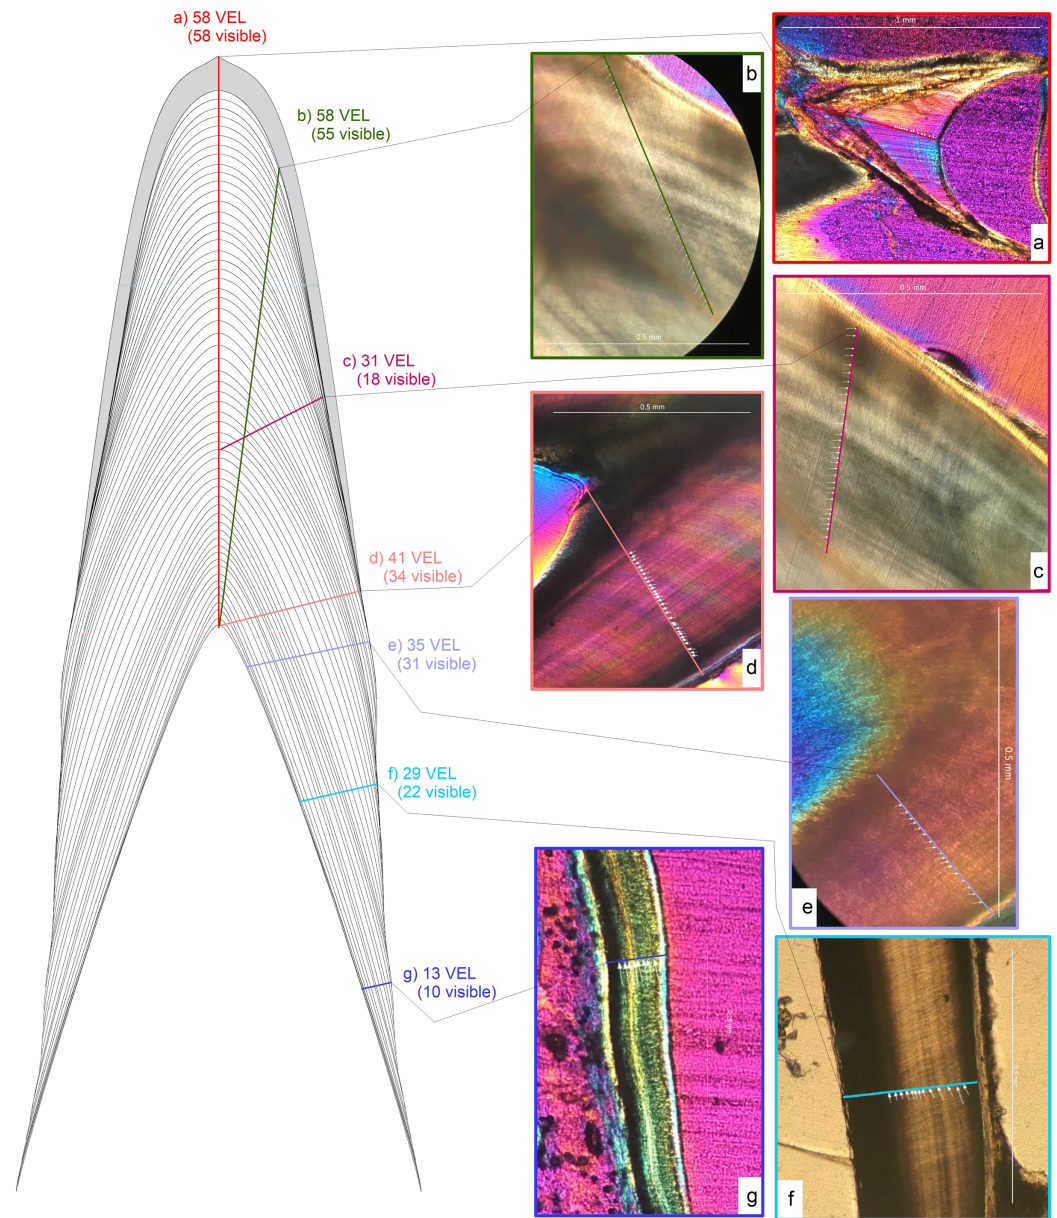 a) 58 VEL
(58 visible)
b) 58 VEL
(55 visible)
c) 31 VEL
(18 visible)
d) 41 VEL
(34 visible)
e) 35 VEL
(31 visible)
f) 29 VEL
(22 visible)
g) 13 VEL
(10 visible)
b
0.5 mm
1 mm
a
0.5 mm
c
0.5 mm
d
0.5 mm
e
g
f